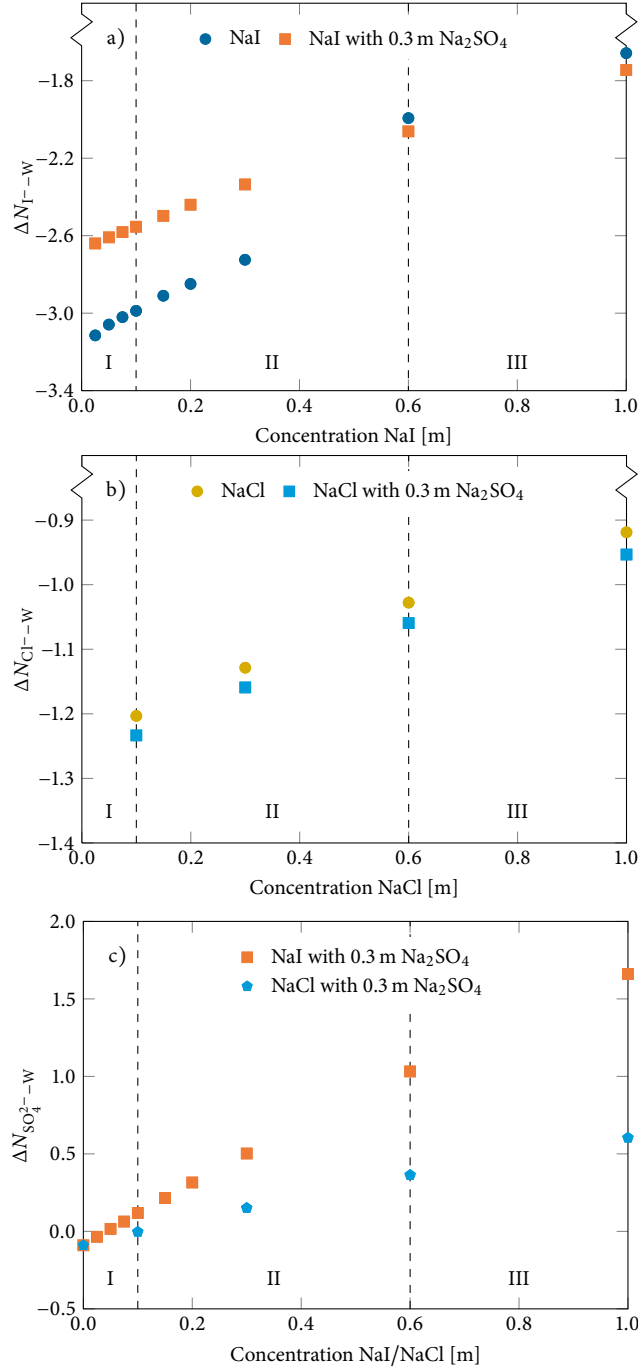 a) NaI NaI with 0.3 m Na₂SO₄
−1.8
−2.2
−2.6
−3.0
−3.4
ΔN_I⁻−W
I II III
0.0 0.2 0.4 0.6 0.8 1.0
Concentration NaI [m]
b) NaCl NaCl with 0.3 m Na₂SO₄
−0.9
−1.0
−1.1
−1.2
−1.3
−1.4
ΔN_Cl⁻−W
I II III
0.0 0.2 0.4 0.6 0.8 1.0
Concentration NaCl [m]
c) NaI with 0.3 m Na₂SO₄
NaCl with 0.3 m Na₂SO₄
2.0
1.5
1.0
0.5
0.0
−0.5
ΔN_SO₄²⁻−W
I II III
0.0 0.2 0.4 0.6 0.8 1.0
Concentration NaI/NaCl [m]